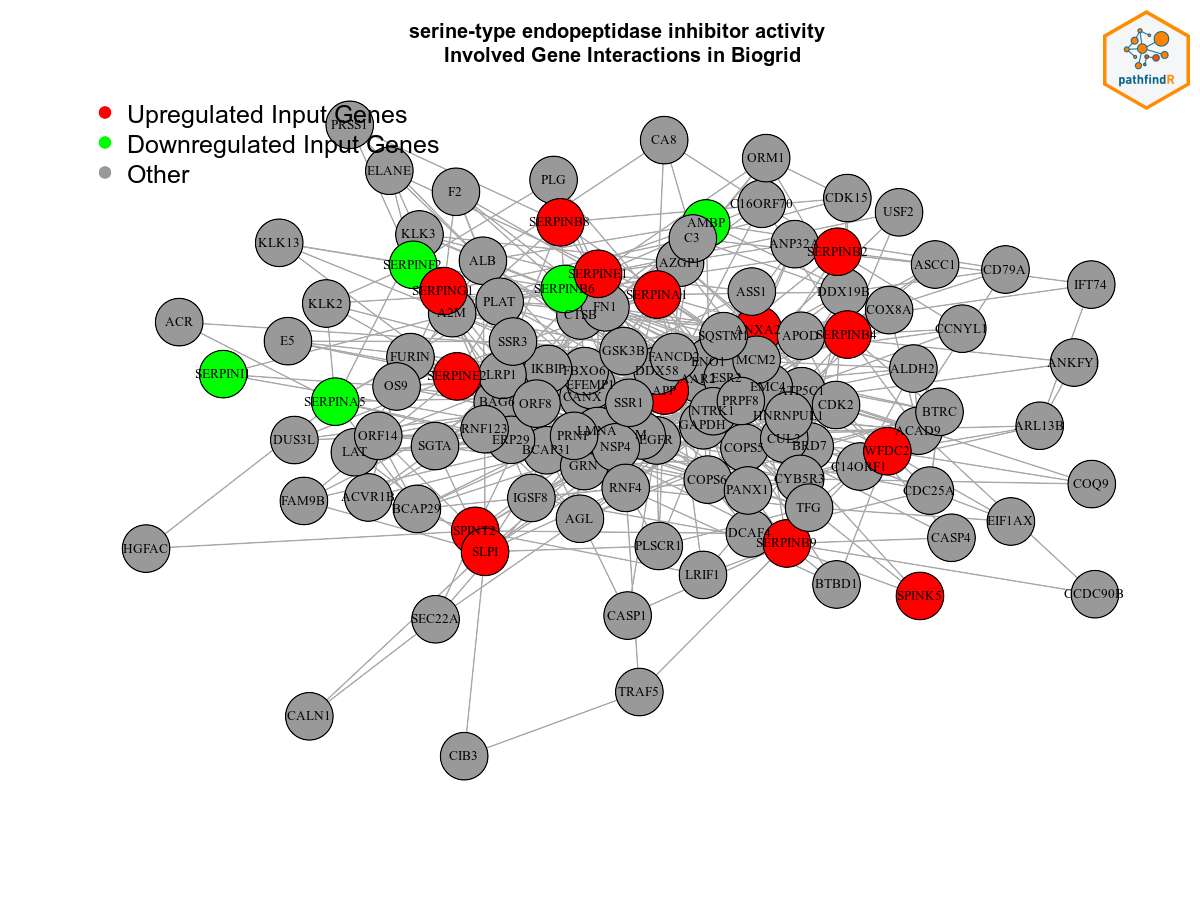 serine-type endopeptidase inhibitor activity
Involved Gene Interactions in Biogrid
pathfindR
Upregulated Input Genes
Downregulated Input Genes
Other
PRSS1
CA8
ORM1
ELANE
PLG
F2
CDK15
C16ORF70
USF2
SERPINB8
AMBP
KLK3
C3
KLK13
ANP32A
SERPINB2
ALB
AZGP1
SERPINF2
ASCC1
CD79A
SERPINE1
IFT74
SERPING1
SERPINB6
SERPINA1
ASS1
DDX19B
PLAT
KLK2
FN1
COX8A
A2M
CTSB
ACR
CCNYL1
ANXA2
SERPINB4
SQSTM1
APOD
E5
SSR3
GSK3B
FURIN
FANCD2
MCM2
ENO1
ANKFY
IKBIP
FBXO6
DDX58
ALDH2
SERPINI1
SERPINE2
LRP1
ESR2
OS9
EFEMP1
EMC4
ATP5C1
APP
CANX
SERPINA5
BAG6
ORF8
SSR1
PRPF8
CDK2
NTRK1
BTRC
HNRNPUL1
GAPDH
ARL13B
RNF123
LMNA
ACAD9
ORF14
PRNP
DUS3L
ERP29
EGFR
CUL2
SGTA
NSP4
COPS5
BRD7
LAT
BCAP31
WFDC2
GRN
C14ORF1
COPS6
CYB5R3
COQ9
RNF4
PANX1
CDC25A
ACVR1B
IGSF8
FAM9B
BCAP29
TFG
AGL
EIF1AX
SPINT2
DCAF4
CASP4
SERPINB9
PLSCR1
HGFAC
SLPI
LRIF1
BTBD1
SPINK5
CCDC90B
CASP1
SEC22A
TRAF5
CALN1
CIB3